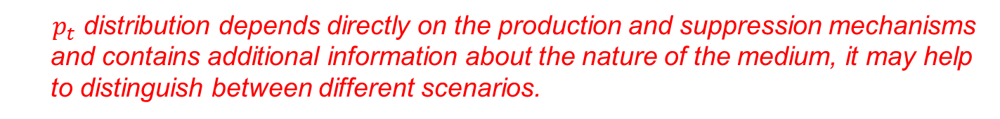 pₜ distribution depends directly on the production and suppression mechanisms
and contains additional information about the nature of the medium, it may help
to distinguish between different scenarios.